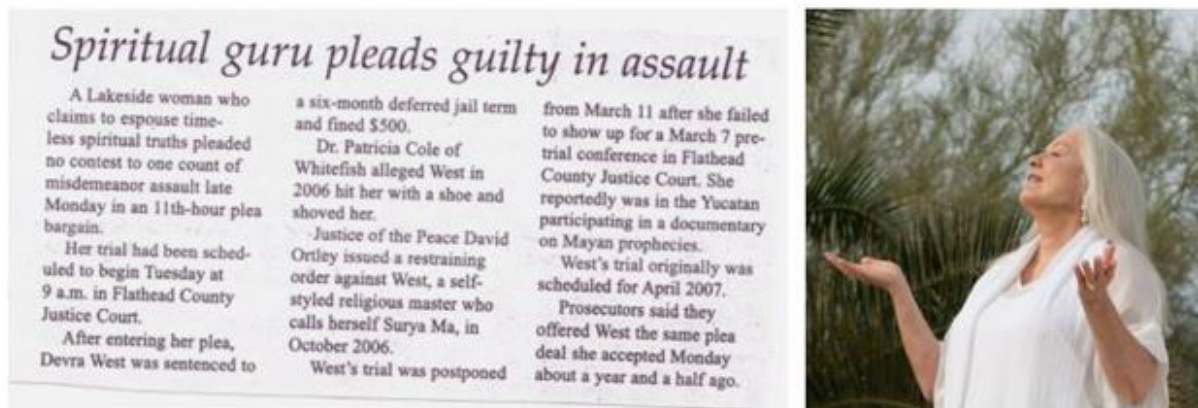 Spiritual guru pleads guilty in assault
A Lakeside woman who
claims to espouse time-
less spiritual truths pleaded
no contest to one count of
misdemeanor assault late
Monday in an 11th-hour plea
bargain.
Her trial had been sched-
uled to begin Tuesday at
9 a.m. in Flathead County
Justice Court.
After entering her plea,
Devra West was sentenced to
a six-month deferred jail term
and fined $500.
Dr. Patricia Cole of
Whitefish alleged West in
2006 hit her with a shoe and
shoved her.
Justice of the Peace David
Ortley issued a restraining
order against West, a self-
styled religious master who
calls herself Surya Ma, in
October 2006.
West's trial was postponed
from March 11 after she failed
to show up for a March 7 pre-
trial conference in Flathead
County Justice Court. She
reportedly was in the Yucatan
participating in a documentary
on Mayan prophecies.
West's trial originally was
scheduled for April 2007.
Prosecutors said they
offered West the same plea
deal she accepted Monday
about a year and a half ago.